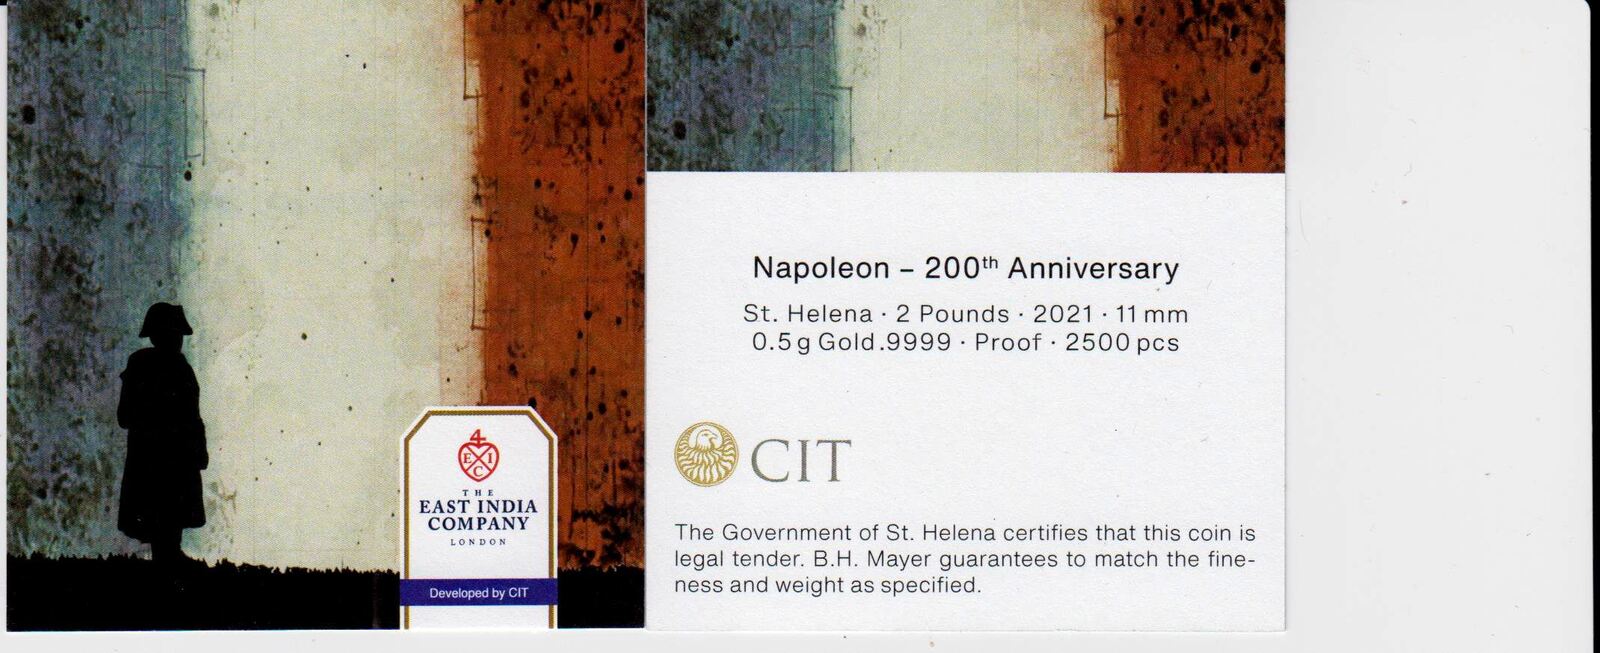 4
E I
C
THE
EAST INDIA
COMPANY
LONDON
Developed by CIT
Napoleon – 200th Anniversary
St. Helena · 2 Pounds · 2021 · 11 mm
0.5 g Gold .9999 · Proof · 2500 pcs
CIT
The Government of St. Helena certifies that this coin is
legal tender. B.H. Mayer guarantees to match the fine-
ness and weight as specified.